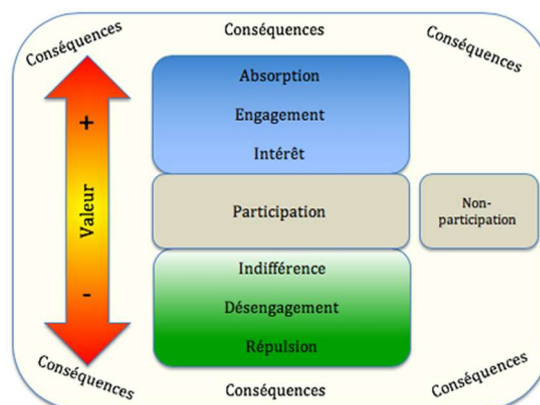 Conséquences
Conséquences
Conséquences
Absorption
Engagement
Intérêt
+
Valeur
-
Participation
Non-
participation
Indifférence
Désengagement
Répulsion
Conséquences
Conséquences
Conséquences